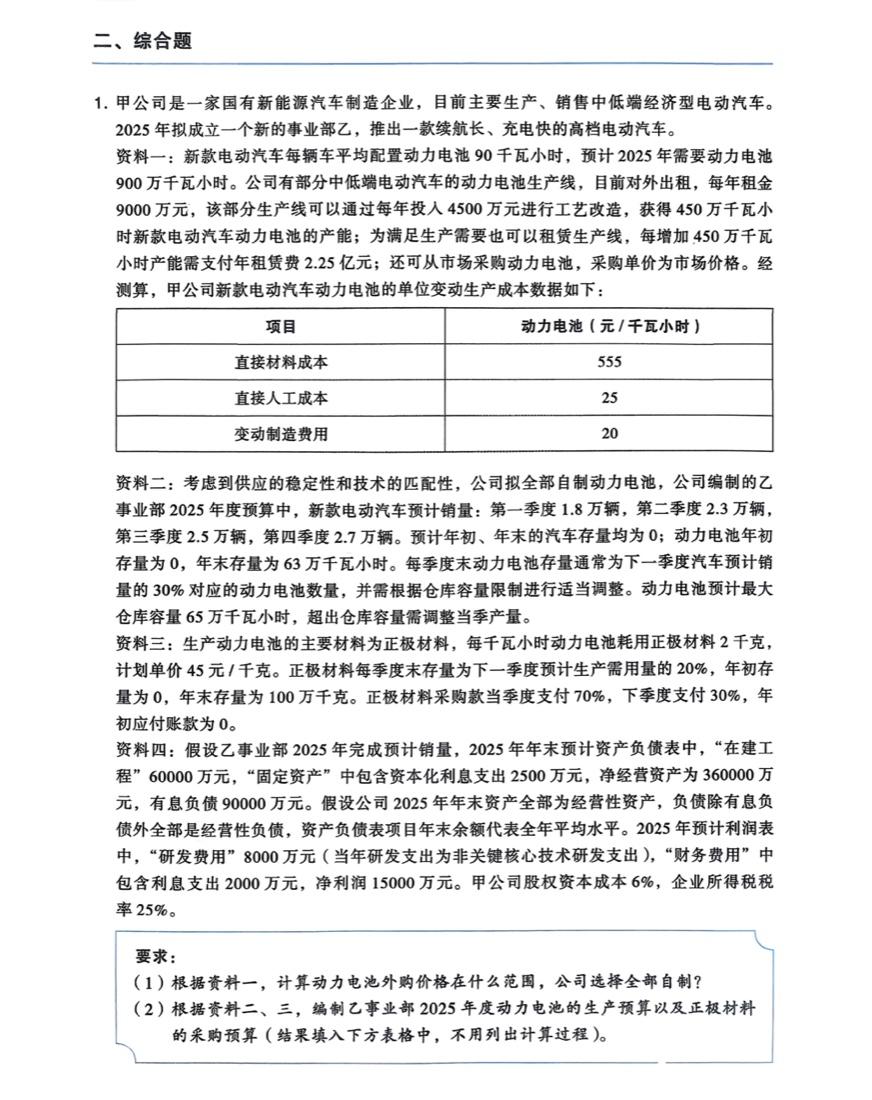 二、综合题
1. 甲公司是一家国有新能源汽车制造企业，目前主要生产、销售中低端经济型电动汽车。
2025 年拟成立一个新的事业部乙，推出一款续航长、充电快的高档电动汽车。
资料一：新款电动汽车每辆车平均配置动力电池 90 千瓦小时，预计 2025 年需要动力电池
900 万千瓦小时。公司有部分中低端电动汽车的动力电池生产线，目前对外出租，每年租金
9000 万元，该部分生产线可以通过每年投入 4500 万元进行工艺改造，获得 450 万千瓦小
时新款电动汽车动力电池的产能；为满足生产需要也可以租赁生产线，每增加 450 万千瓦
小时产能需支付年租赁费 2.25 亿元；还可从市场采购动力电池，采购单价为市场价格。经
测算，甲公司新款电动汽车动力电池的单位变动生产成本数据如下：
项目 动力电池（元 / 千瓦小时）
直接材料成本 555
直接人工成本 25
变动制造费用 20
资料二：考虑到供应的稳定性和技术的匹配性，公司拟全部自制动力电池，公司编制的乙
事业部 2025 年度预算中，新款电动汽车预计销量：第一季度 1.8 万辆，第二季度 2.3 万辆，
第三季度 2.5 万辆，第四季度 2.7 万辆。预计年初、年末的汽车存量均为 0；动力电池年初
存量为 0，年末存量为 63 万千瓦小时。每季度末动力电池存量通常为下一季度汽车预计销
量的 30% 对应的动力电池数量，并需根据仓库容量限制进行适当调整。动力电池预计最大
仓库容量 65 万千瓦小时，超出仓库容量需调整当季产量。
资料三：生产动力电池的主要材料为正极材料，每千瓦小时动力电池耗用正极材料 2 千克，
计划单价 45 元 / 千克。正极材料每季度末存量为下一季度预计生产需用量的 20%，年初存
量为 0，年末存量为 100 万千克。正极材料采购款当季度支付 70%，下季度支付 30%，年
初应付账款为 0。
资料四：假设乙事业部 2025 年完成预计销量，2025 年年末预计资产负债表中，“在建工
程”60000 万元，“固定资产”中包含资本化利息支出 2500 万元，净经营资产为 360000 万
元，有息负债 90000 万元。假设公司 2025 年年末资产全部为经营性资产，负债除有息负
债外全部是经营性负债，资产负债表项目年末余额代表全年平均水平。2025 年预计利润表
中，“研发费用”8000 万元（当年研发支出为非关键核心技术研发支出），“财务费用”中
包含利息支出 2000 万元，净利润 15000 万元。甲公司股权资本成本 6%，企业所得税税
率 25%。
要求：
（1）根据资料一，计算动力电池外购价格在什么范围，公司选择全部自制？
（2）根据资料二、三，编制乙事业部 2025 年度动力电池的生产预算以及正极材料
的采购预算（结果填入下方表格中，不用列出计算过程）。